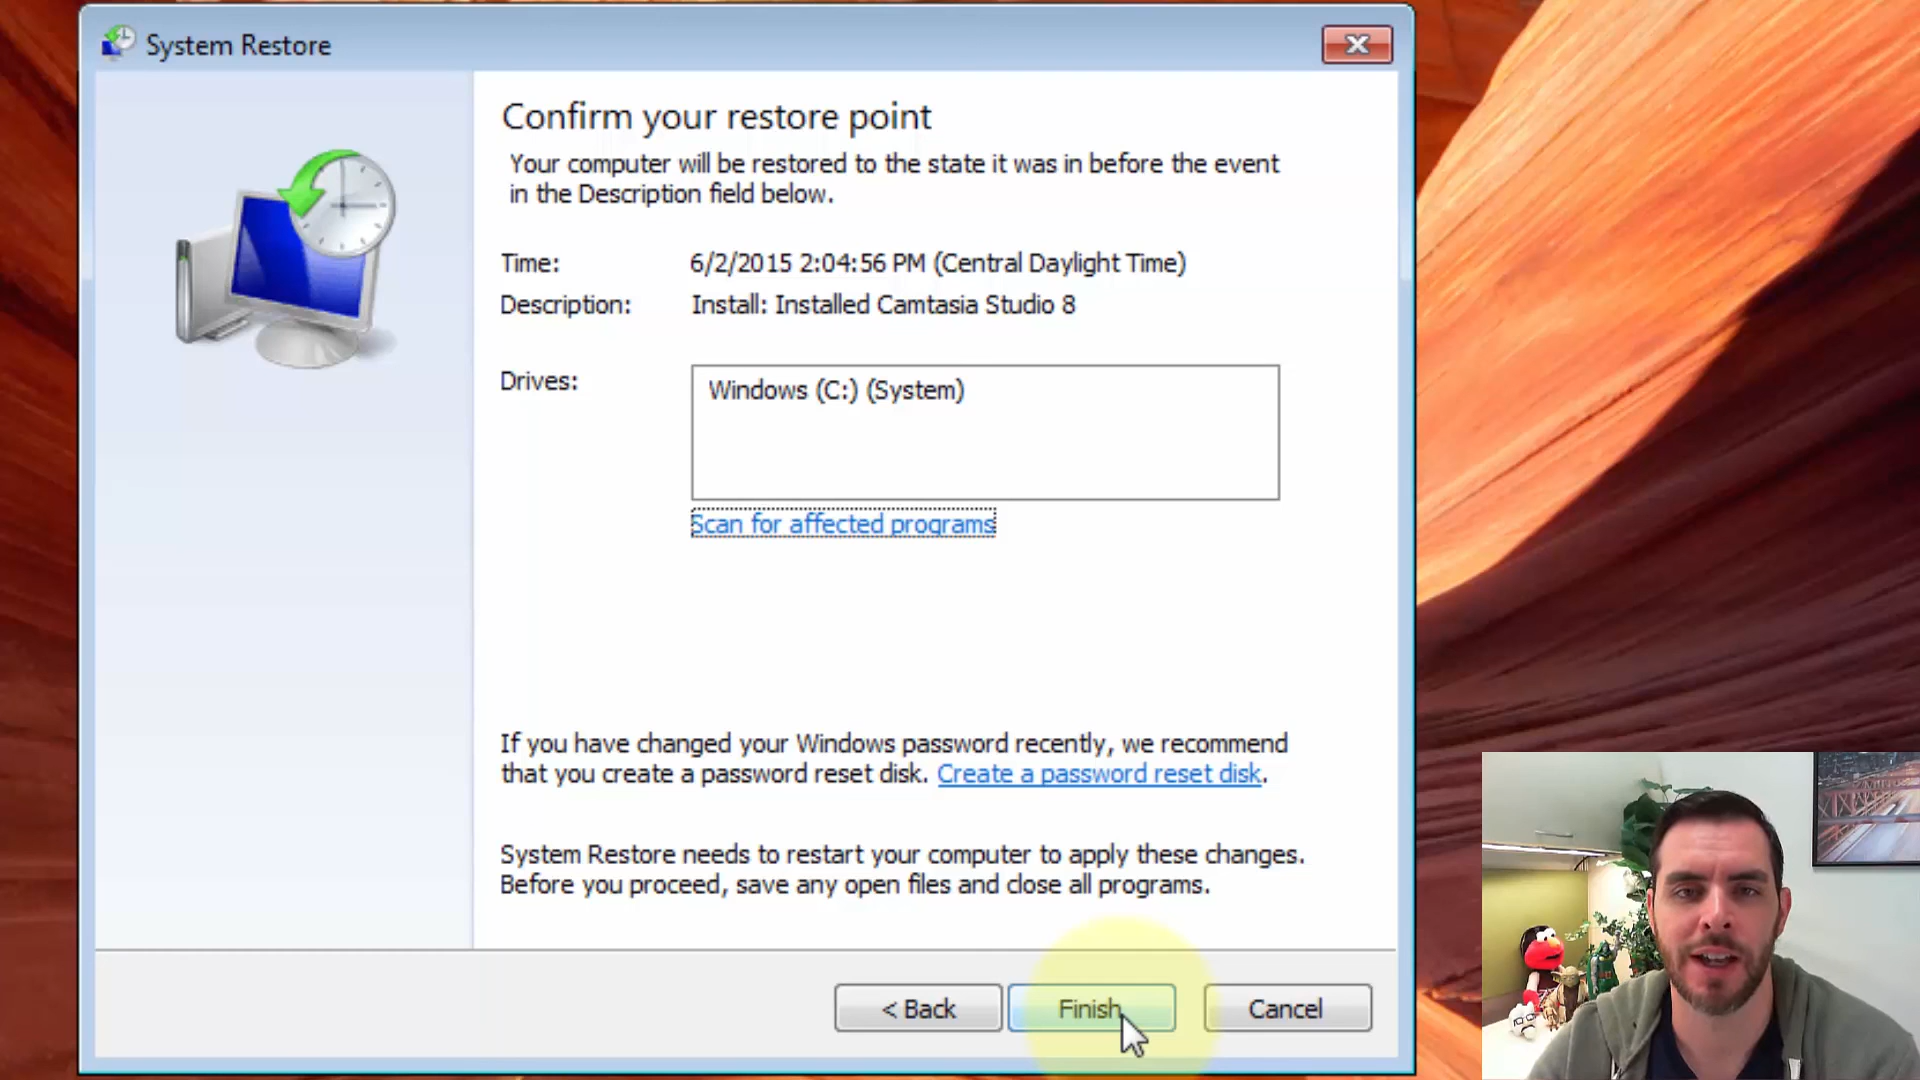 System Restore
Confirm your restore point
Your computer will be restored to the state it was in before the event
in the Description field below.
Time: 6/2/2015 2:04:56 PM (Central Daylight Time)
Description: Install: Installed Camtasia Studio 8
Drives: Windows (C:) (System)
Scan for affected programs
If you have changed your Windows password recently, we recommend
that you create a password reset disk. Create a password reset disk.
System Restore needs to restart your computer to apply these changes.
Before you proceed, save any open files and close all programs.
< Back Finish Cancel